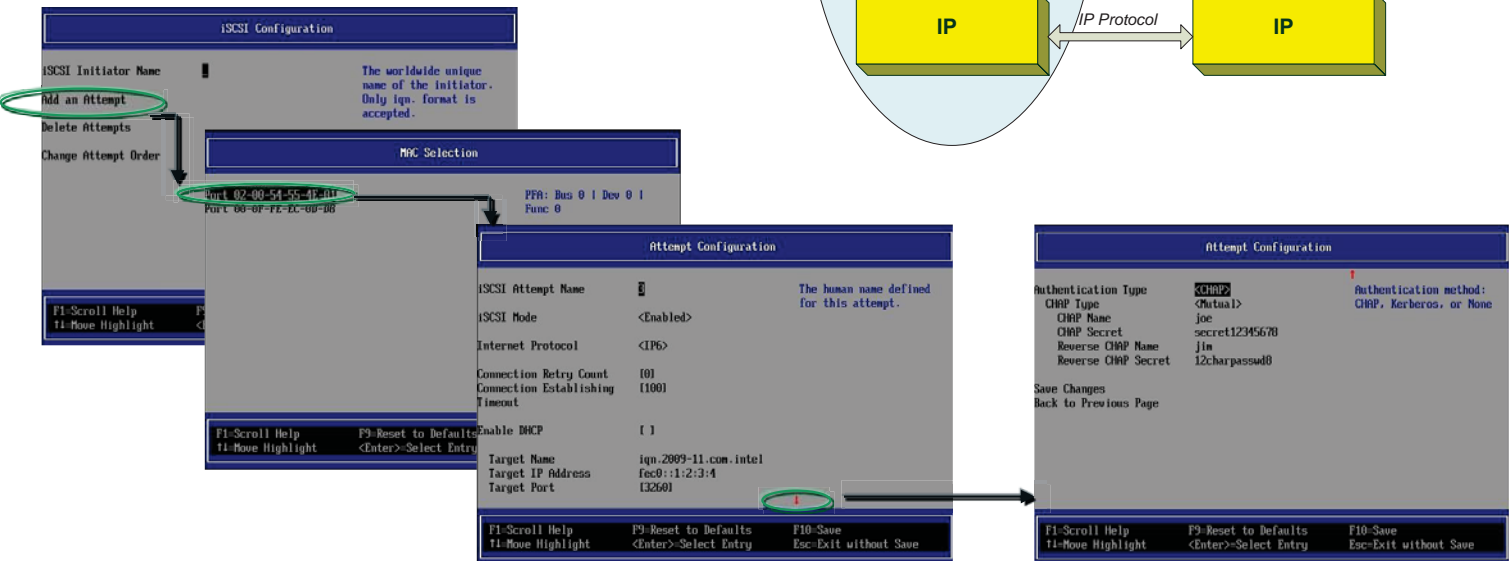 IP
IP Protocol
IP
iSCSI Configuration
iSCSI Initiator Name
The worldwide unique
name of the initiator.
Only iqn. format is
accepted.
Add an Attempt
Delete Attempts
Change Attempt Order
F1=Scroll Help
↑↓=Move Highlight
MAC Selection
Port 02-00-54-55-4E-01
PFA: Bus 0 | Dev 0 |
Func 0
F1=Scroll Help
F9=Reset to Defaults
↑↓=Move Highlight
<Enter>=Select Entry
Attempt Configuration
iSCSI Attempt Name
3
The human name defined
for this attempt.
iSCSI Mode
<Enabled>
Internet Protocol
<IP6>
Connection Retry Count
[0]
Connection Establishing
[100]
Timeout
Enable DHCP
[ ]
Target Name
iqn.2009-11.com.intel
Target IP Address
fec0::1:2:3:4
Target Port
[3260]
↓
F1=Scroll Help
F9=Reset to Defaults
F10=Save
↑↓=Move Highlight
<Enter>=Select Entry
Esc=Exit without Save
Attempt Configuration
↑
Authentication Type
<CHAP>
Authentication method:
CHAP, Kerberos, or None
CHAP Type
<Mutual>
CHAP Name
joe
CHAP Secret
secret12345678
Reverse CHAP Name
jim
Reverse CHAP Secret
12charpasswd8
Save Changes
Back to Previous Page
F1=Scroll Help
F9=Reset to Defaults
F10=Save
↑↓=Move Highlight
<Enter>=Select Entry
Esc=Exit without Save